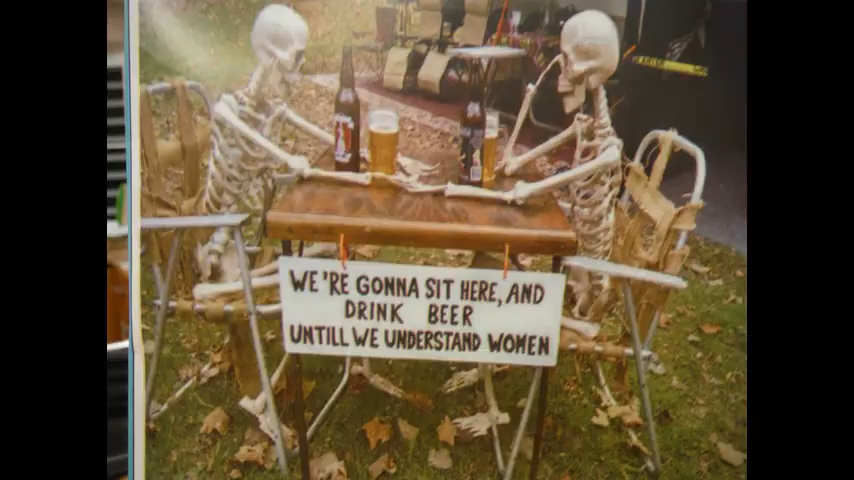 WE'RE GONNA SIT HERE, AND
DRINK BEER
UNTILL WE UNDERSTAND WOMEN